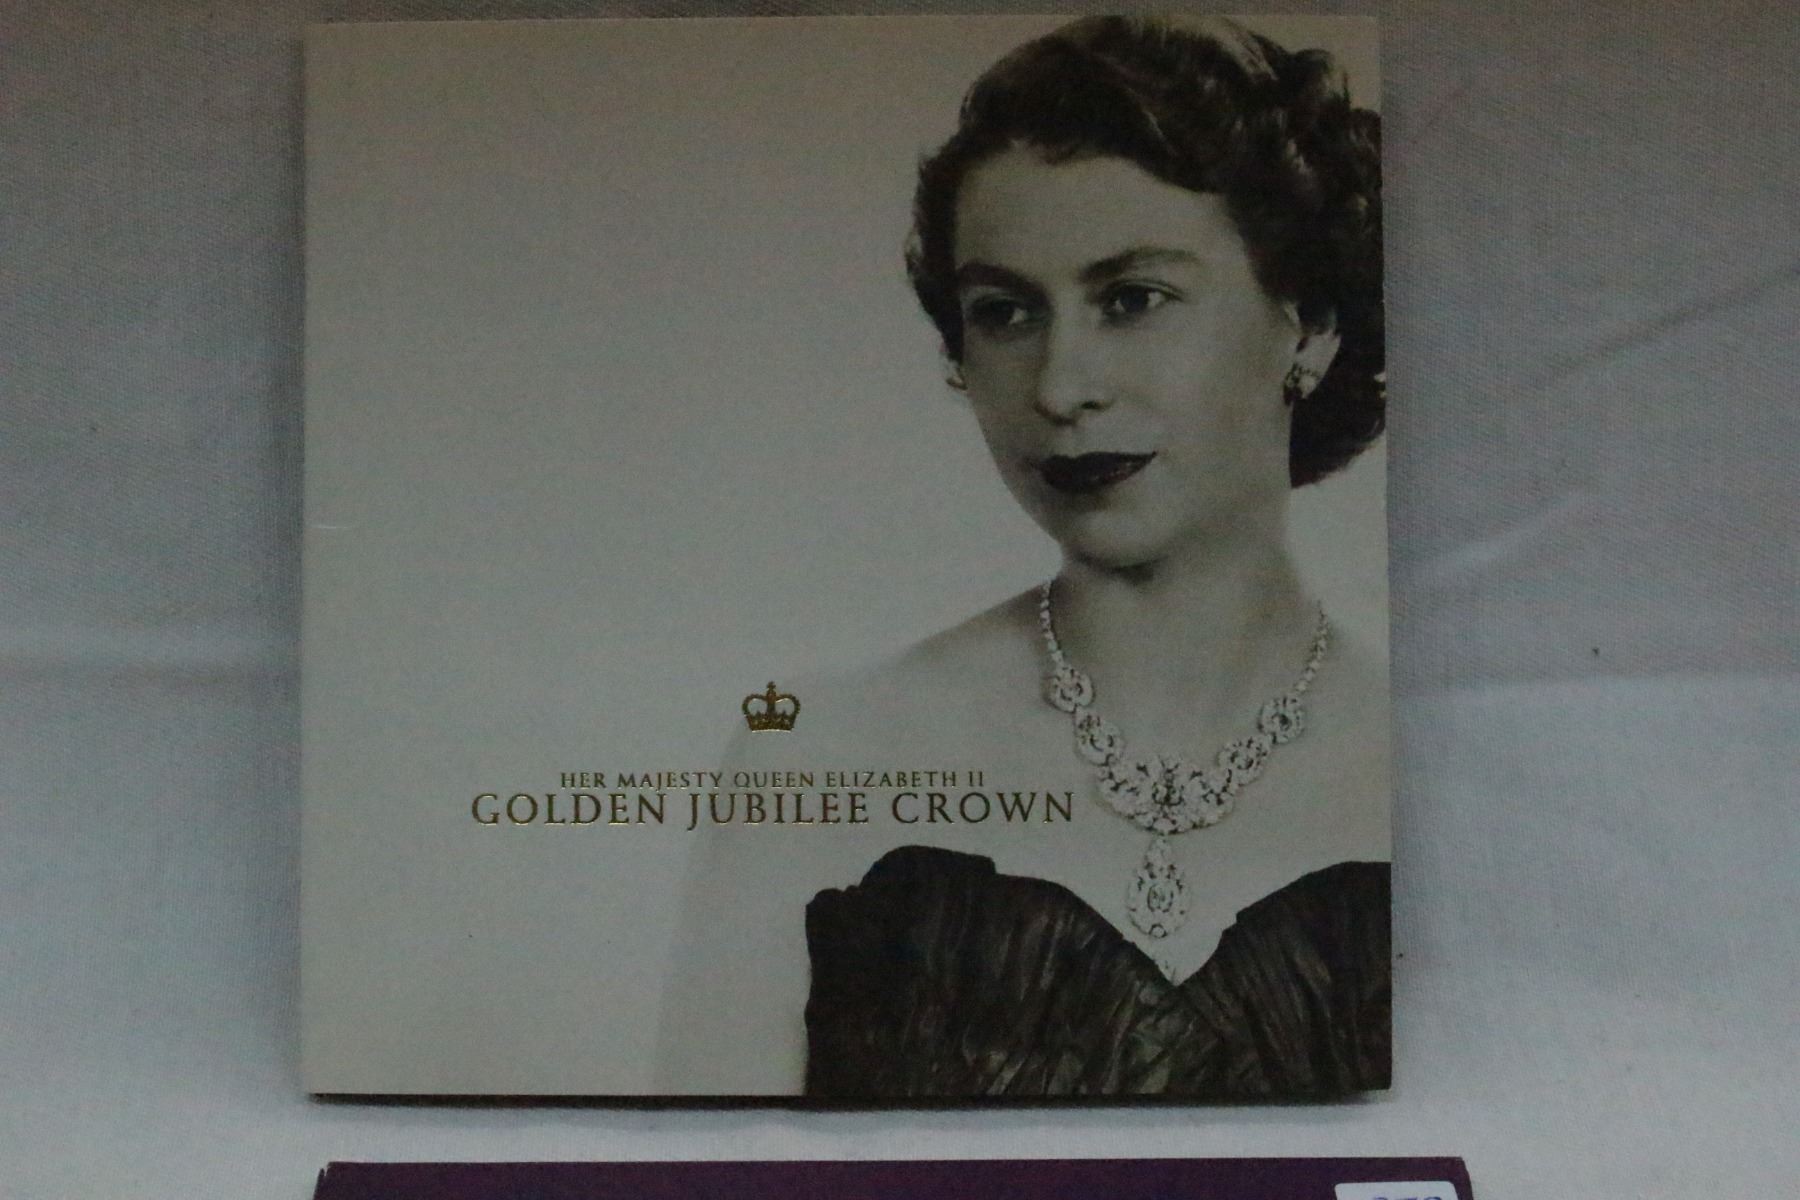 HER MAJESTY QUEEN ELIZABETH II
GOLDEN JUBILEE CROWN